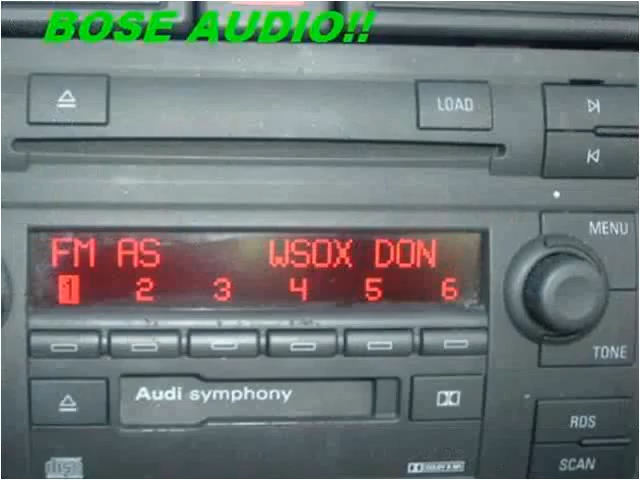 BOSE AUDIO!!
LOAD
MENU
FM AS WSOX DON
1 2 3 4 5 6
TONE
Audi symphony
RDS
SCAN